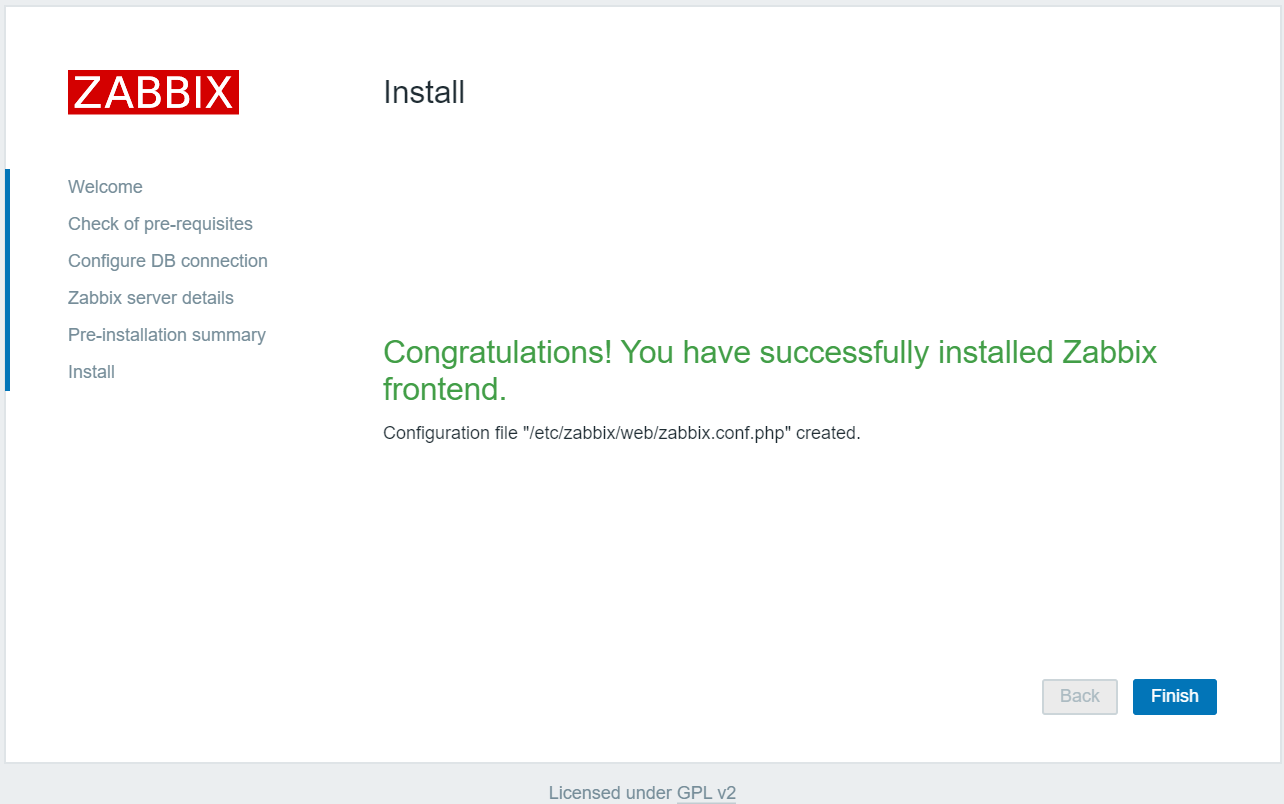 ZABBIX
Install
Welcome
Check of pre-requisites
Configure DB connection
Zabbix server details
Pre-installation summary
Install
Congratulations! You have successfully installed Zabbix
frontend.
Configuration file "/etc/zabbix/web/zabbix.conf.php" created.
Back
Finish
Licensed under GPL v2